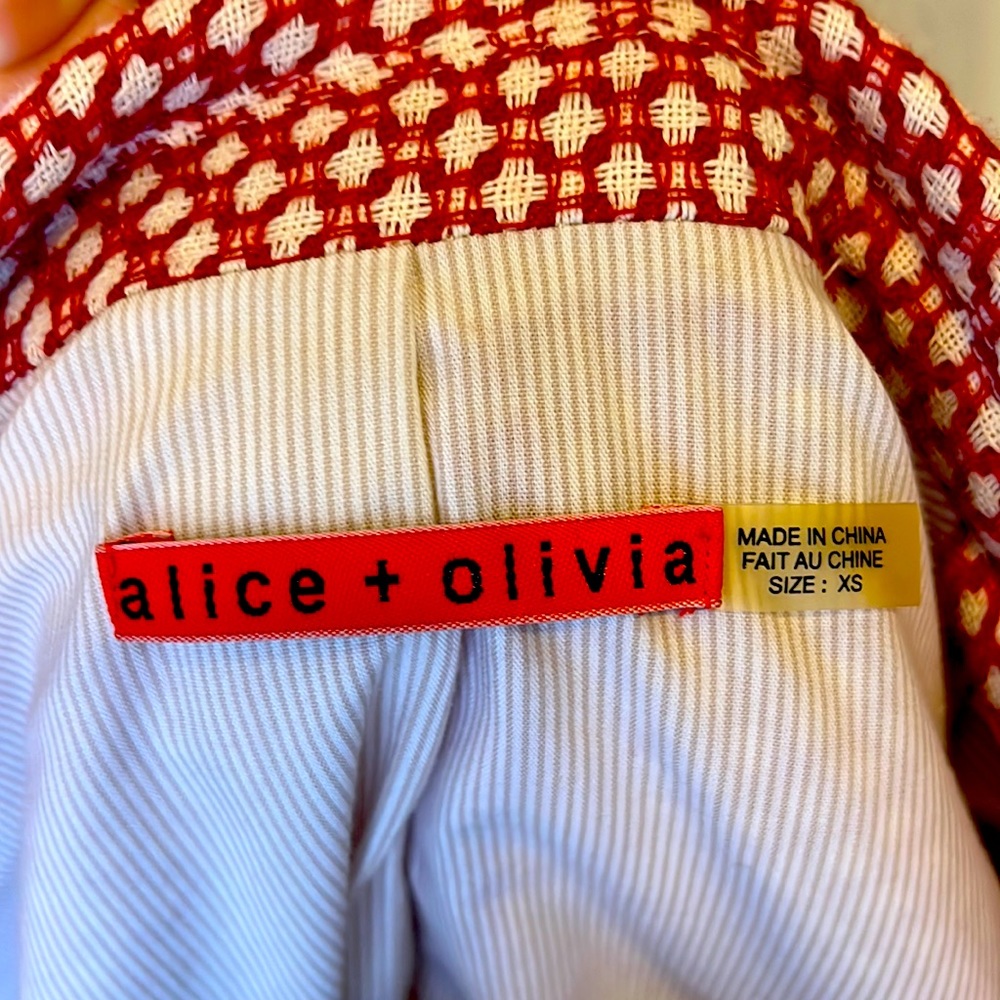 alice + olivia
MADE IN CHINA
FAIT AU CHINE
SIZE : XS